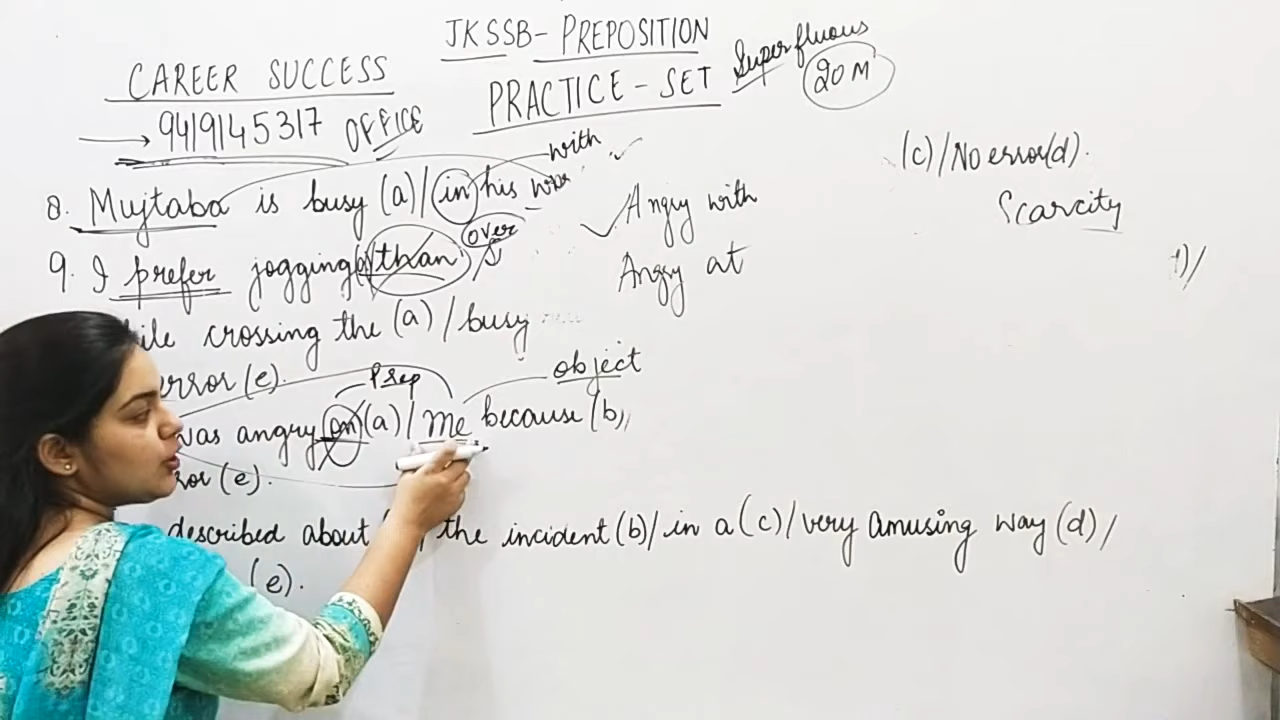 JKSSB- PREPOSITION
PRACTICE - SET
Superfluous
20 M
CAREER SUCCESS
9419145317 OFFICE
8. Mujtaba is busy (a)/ in his
with
9. I prefer jogging than
over
crossing the (a) / busy
error (e).
Prep
object
was angry on (a)/ me because (b)
(e).
described about the incident (b)/ in a (c)/ very amusing way (d) /
(e).
Angry with
Angry at
(c)/No error(d).
Scarcity